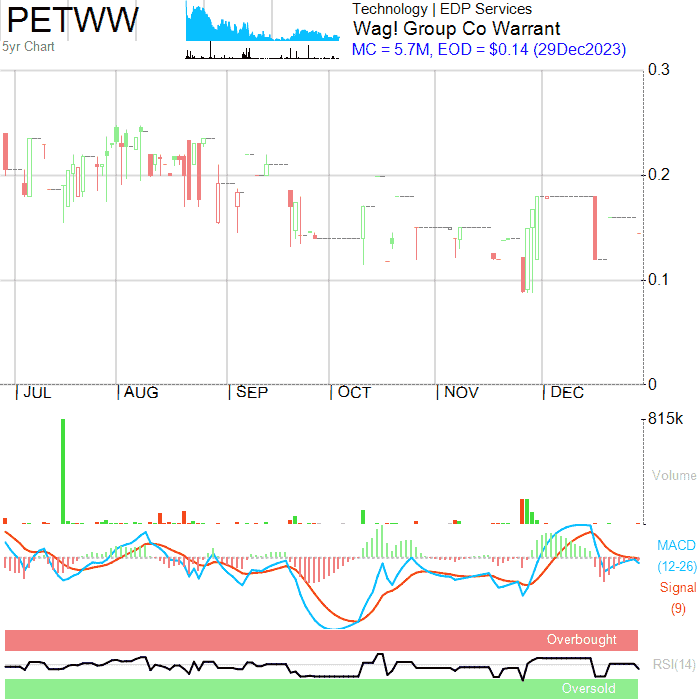 PETWW
5yr Chart
Technology | EDP Services
Wag! Group Co Warrant
MC = 5.7M, EOD = $0.14 (29Dec2023)
0.3
0.2
0.1
0
JUL
AUG
SEP
OCT
NOV
DEC
815k
Volume
MACD
(12-26)
Signal
(9)
Overbought
RSI(14)
Oversold